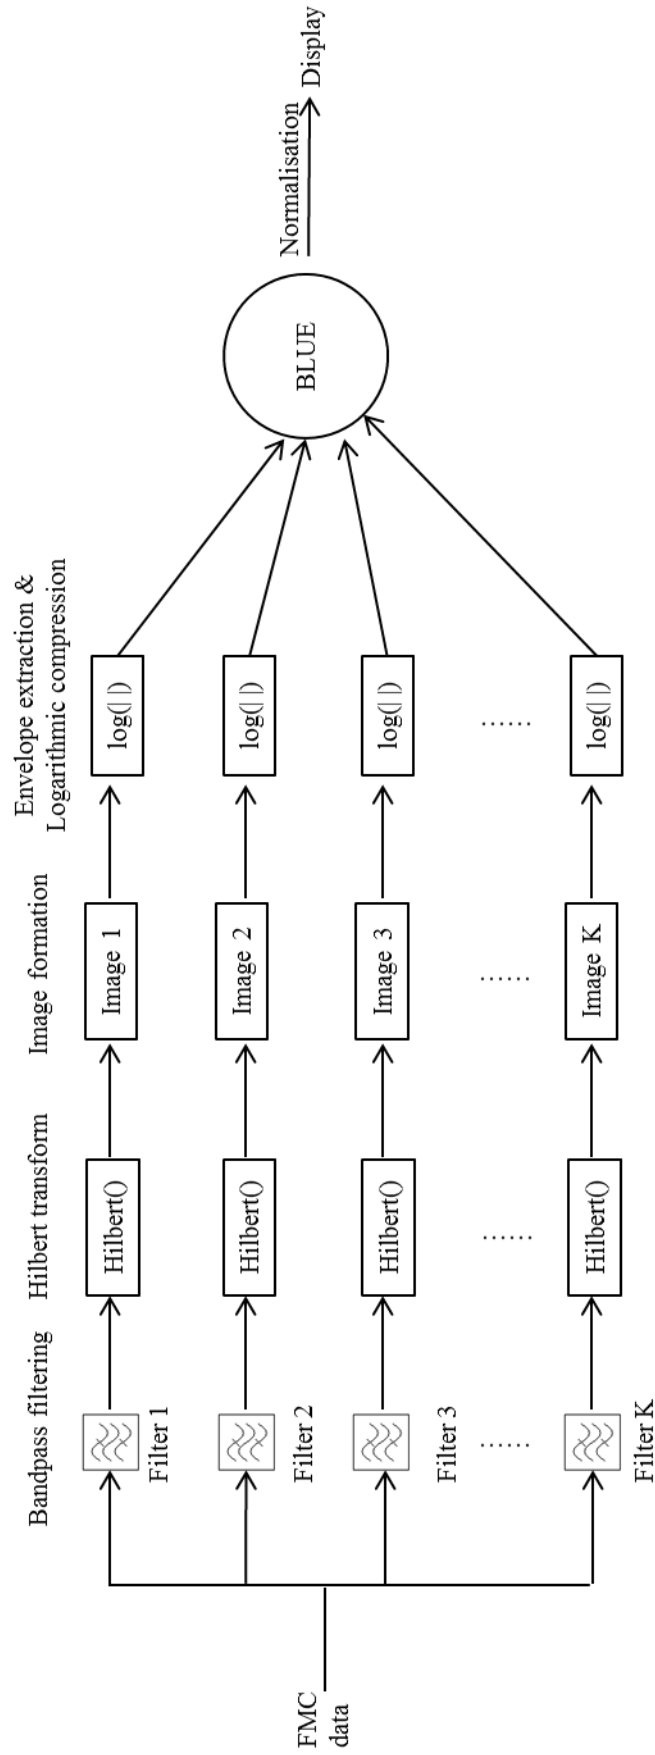 FMC
data
Bandpass filtering
Filter 1
Filter 2
Filter 3
......
Filter K
Hilbert transform
Hilbert()
Hilbert()
Hilbert()
......
Hilbert()
Image formation
Image 1
Image 2
Image 3
......
Image K
Envelope extraction &
Logarithmic compression
log(| |)
log(| |)
log(| |)
......
log(| |)
BLUE
Normalisation
Display